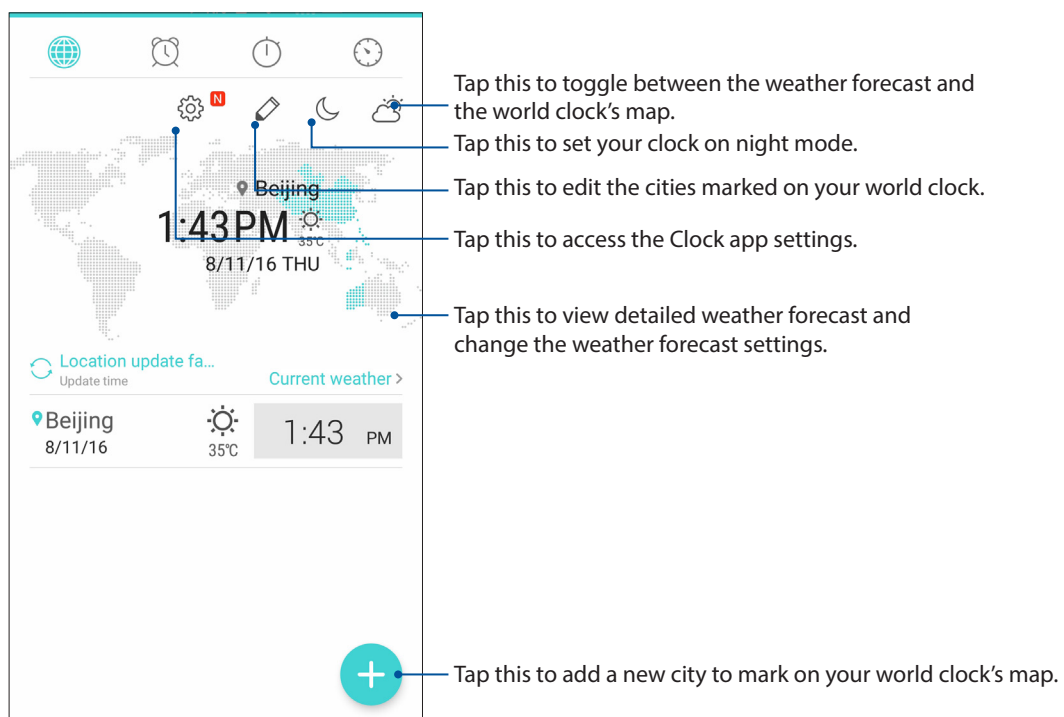 N
Tap this to toggle between the weather forecast and
the world clock’s map.
Tap this to set your clock on night mode.
Beijing
Tap this to edit the cities marked on your world clock.
1:43PM
35°C
Tap this to access the Clock app settings.
8/11/16 THU
Tap this to view detailed weather forecast and
change the weather forecast settings.
Location update fa...
Update time
Current weather >
Beijing
8/11/16
35°C
1:43 PM
Tap this to add a new city to mark on your world clock’s map.